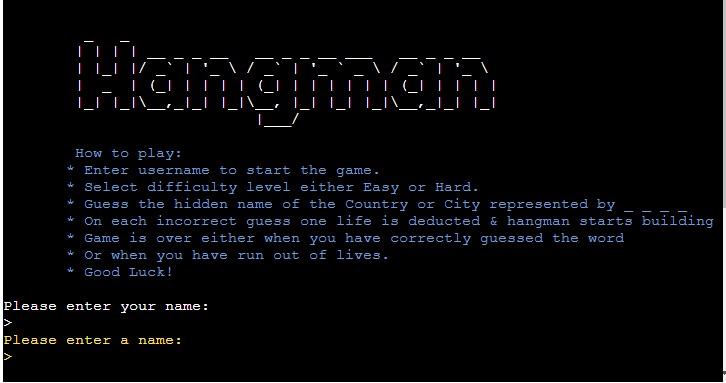 Hangman
How to play:
* Enter username to start the game.
* Select difficulty level either Easy or Hard.
* Guess the hidden name of the Country or City represented by _ _ _ _
* On each incorrect guess one life is deducted & hangman starts building
* Game is over either when you have correctly guessed the word
* Or when you have run out of lives.
* Good Luck!
Please enter your name:
>
Please enter a name:
>